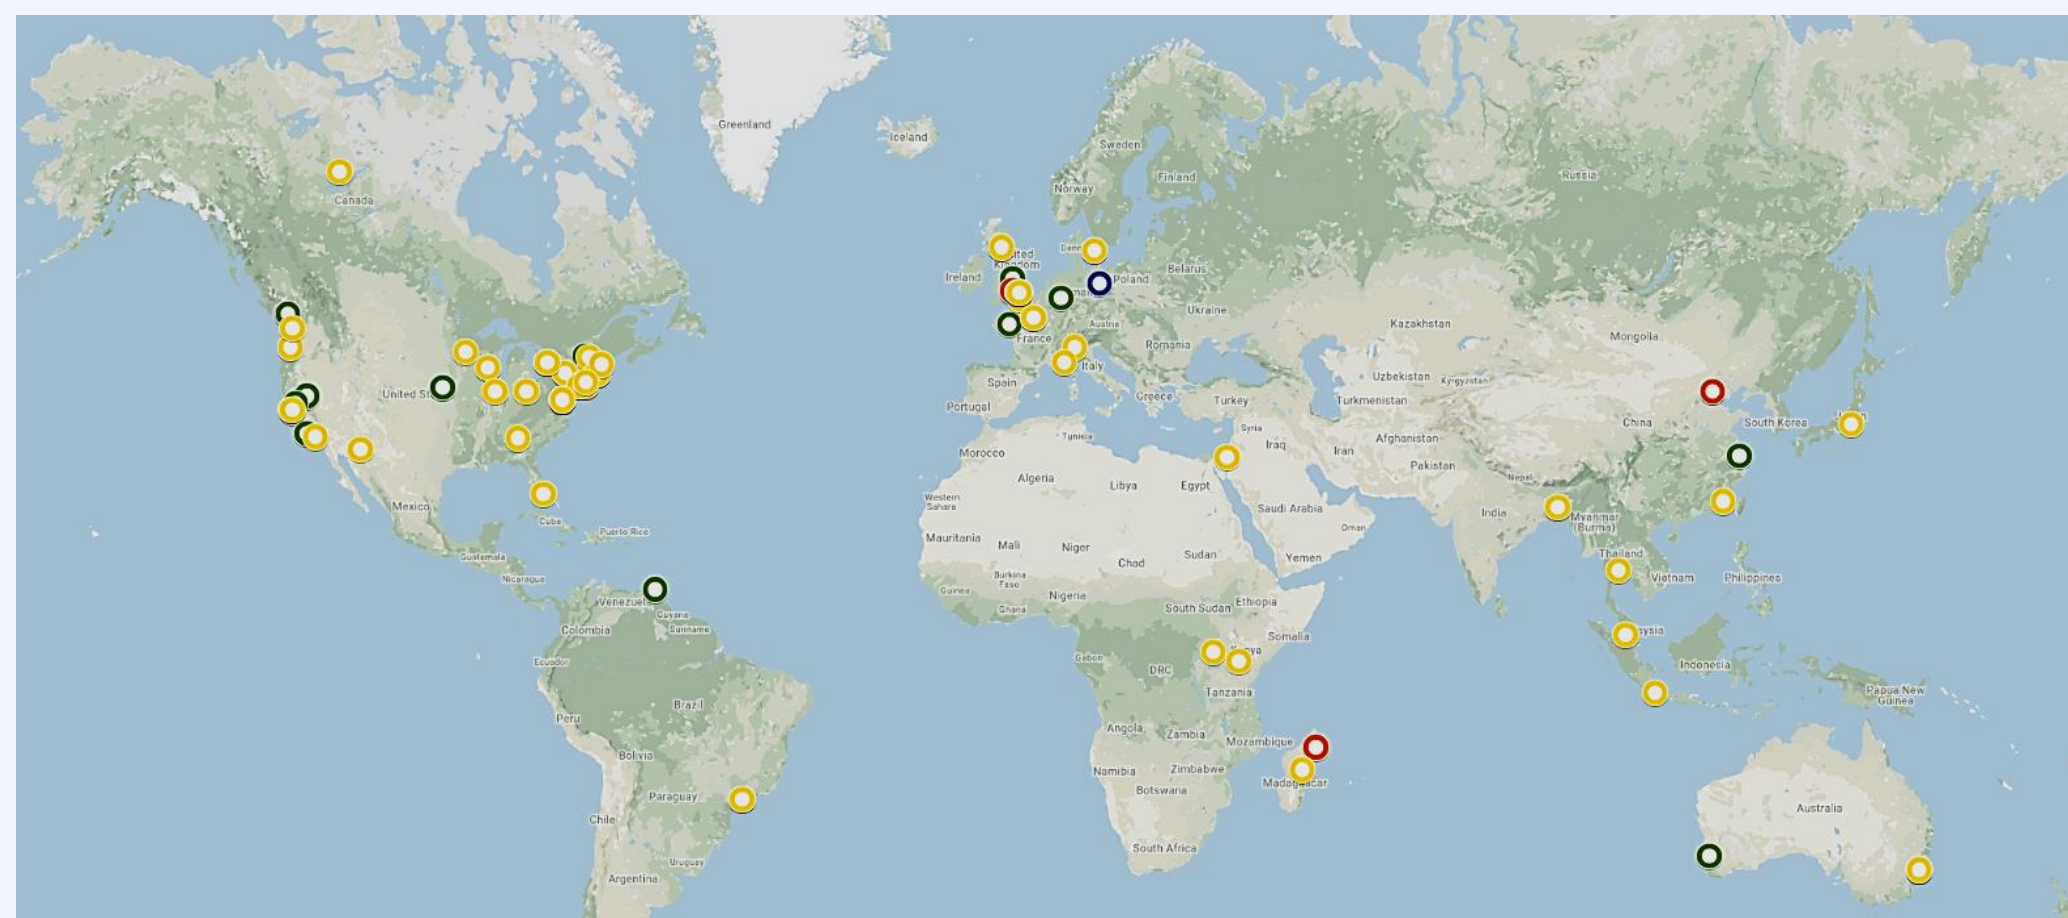 Greenland
Iceland
Sweden
Finland
Norway
Russia
Canada
Ireland
Kingdom
Poland
Belarus
Ukraine
Austria
France
Romania
Italy
Spain
Portugal
Greece
Turkey
Kazakhstan
Mongolia
Uzbekistan
Kyrgyzstan
Turkmenistan
China
South Korea
Afghanistan
Iran
Pakistan
Nepal
India
Myanmar
(Burma)
Thailand
Vietnam
Philippines
Indonesia
Papua New
Guinea
Australia
Syria
Iraq
Tunisia
Morocco
Algeria
Libya
Egypt
Saudi Arabia
Oman
Yemen
Western
Sahara
Mauritania
Mali
Niger
Chad
Sudan
Burkina
Faso
Guinea
Ghana
Nigeria
South Sudan
Ethiopia
Somalia
Gabon
DRC
Tanzania
Angola
Zambia
Mozambique
Namibia
Zimbabwe
Botswana
South Africa
United
Mexico
Cuba
Puerto Rico
Guatemala
Nicaragua
Guyana
Suriname
Colombia
Ecuador
Peru
Brazil
Bolivia
Paraguay
Chile
Uruguay
Argentina